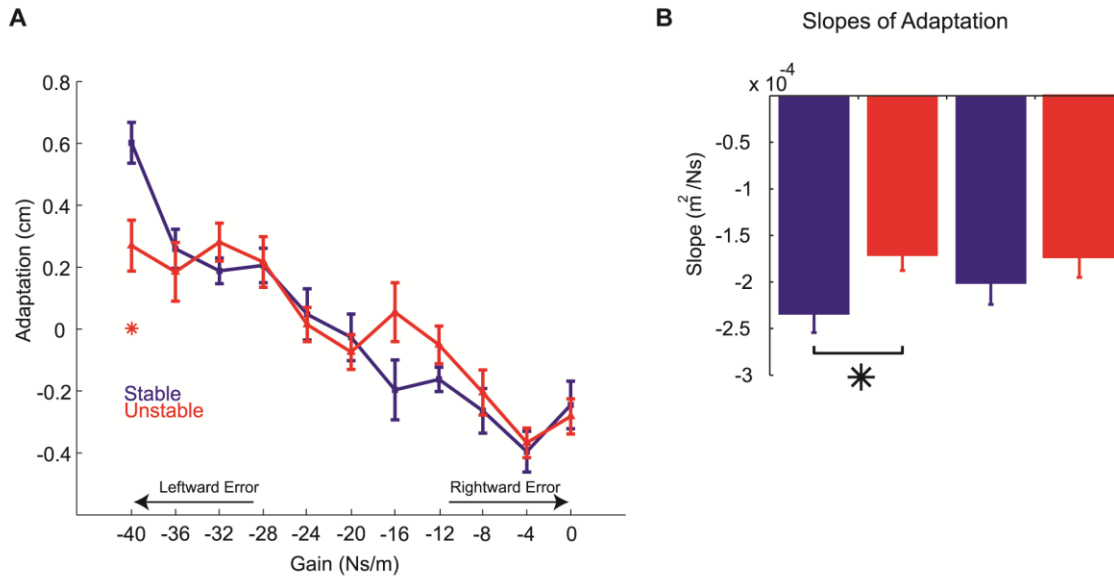 A
Adaptation (cm)
0.8
0.6
0.4
0.2
0
-0.2
-0.4
*
Stable
Unstable
Leftward Error
Rightward Error
-40 -36 -32 -28 -24 -20 -16 -12 -8 -4 0
Gain (Ns/m)
B
Slopes of Adaptation
x 10⁻⁴
Slope (m²/Ns)
-0.5
-1
-1.5
-2
-2.5
-3
*